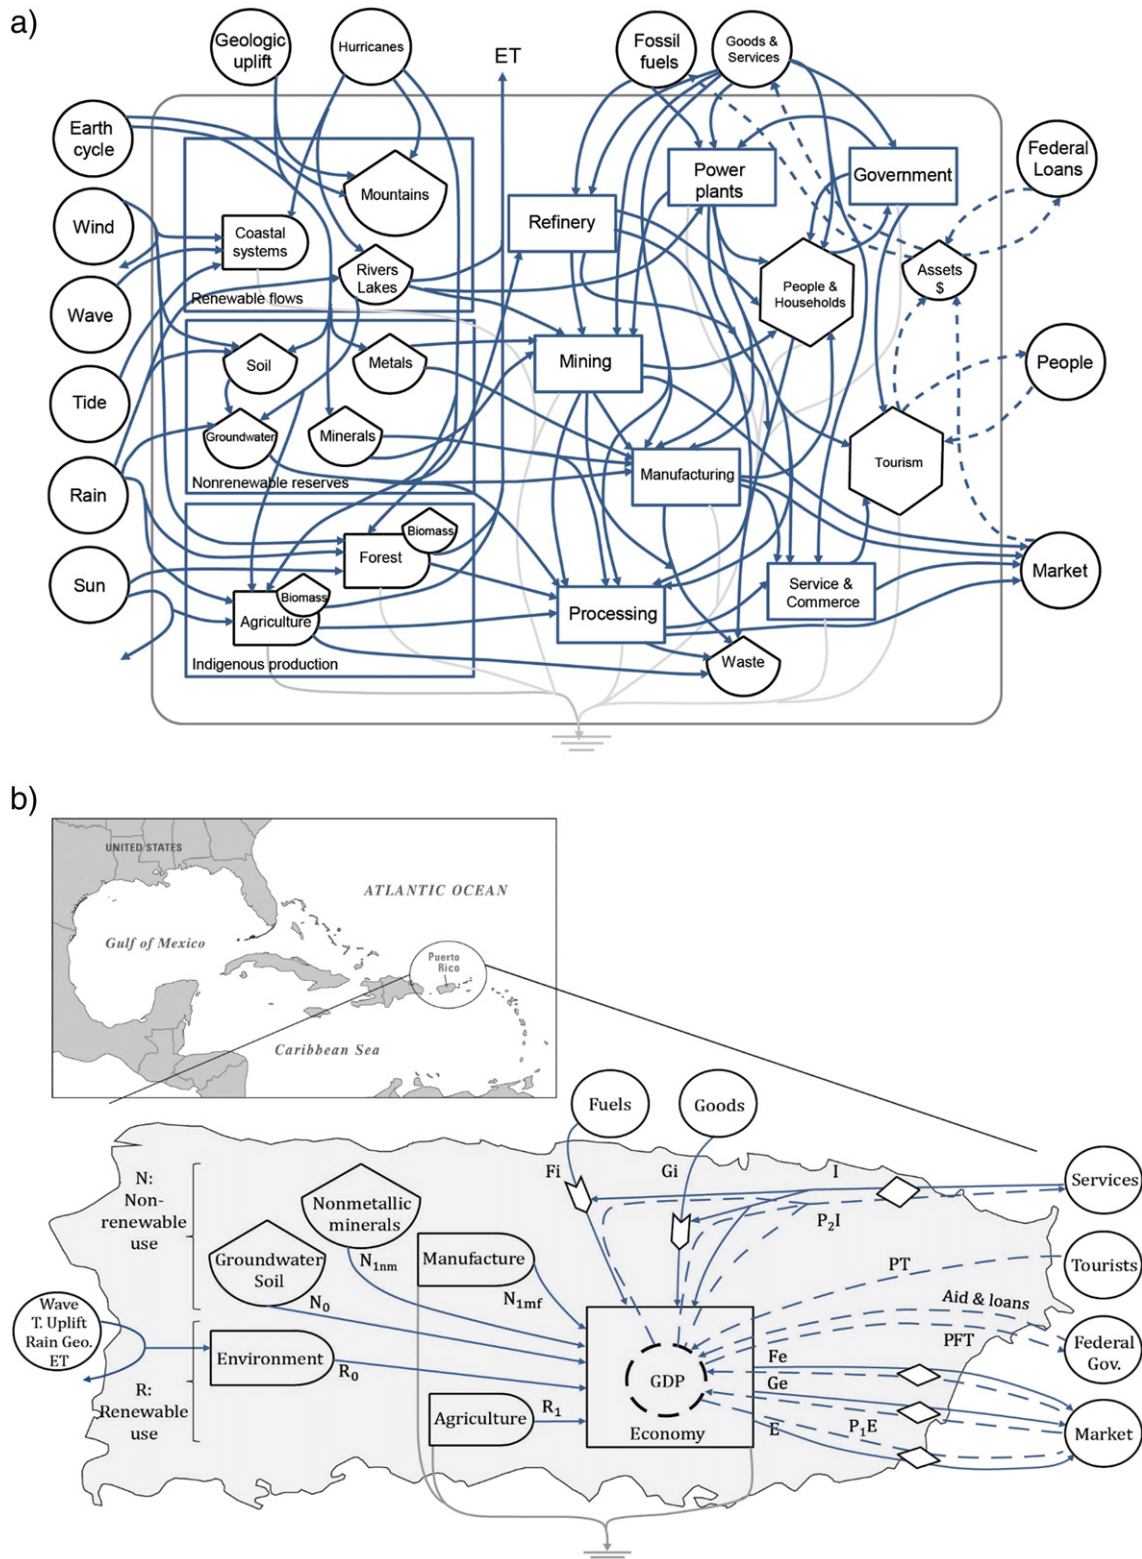 a)
Geologic
uplift
Hurricanes
ET
Fossil
fuels
Goods &
Services
Earth
cycle
Wind
Wave
Tide
Rain
Sun
Mountains
Coastal
systems
Rivers
Lakes
Renewable flows
Soil
Metals
Groundwater
Minerals
Nonrenewable reserves
Biomass
Forest
Biomass
Agriculture
Indigenous production
Refinery
Power
plants
Government
People &
Households
Assets
$
Federal
Loans
People
Mining
Manufacturing
Tourism
Processing
Service &
Commerce
Waste
Market
b)
UNITED STATES
ATLANTIC OCEAN
Gulf of Mexico
Puerto
Rico
Caribbean Sea
Fuels
Goods
Services
Tourists
Federal
Gov.
Market
N:
Non-
renewable
use
Nonmetallic
minerals
Groundwater
Soil
Manufacture
N1nm
N0
N1mf
Wave
T. Uplift
Rain Geo.
ET
Environment
R0
R:
Renewable
use
Agriculture
R1
Fi
Gi
I
P2I
PT
Aid & loans
PFT
GDP
Economy
Fe
Ge
E
P1E